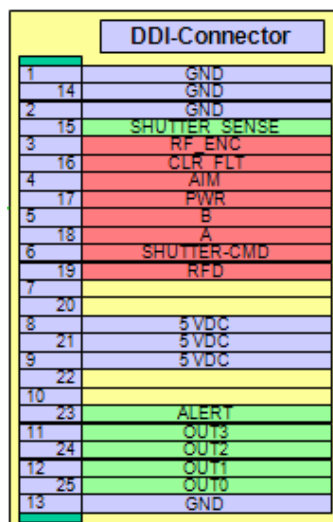 DDI-Connector
1 GND
14 GND
2 GND
15 SHUTTER_SENSE
3 RF_ENC
16 CLR_FLT
4 AIM
17 PWR
5 B
18 A
6 SHUTTER-CMD
19 RFD
7
20
8 5 VDC
21 5 VDC
9 5 VDC
22
10
23 ALERT
11 OUT3
24 OUT2
12 OUT1
25 OUT0
13 GND